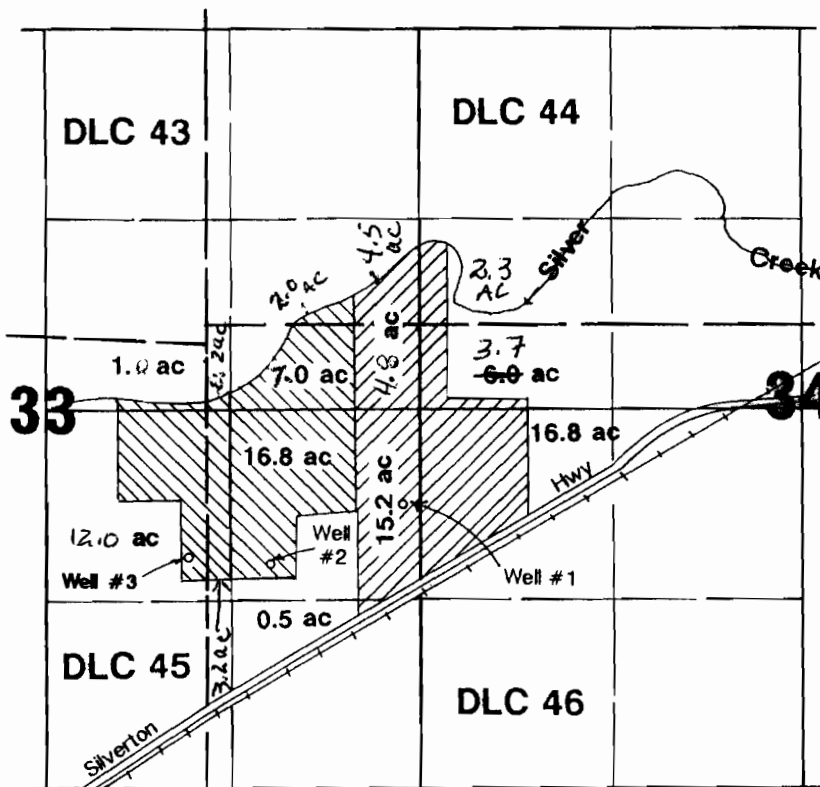 DLC 43
DLC 44
4.5 ac
2.0 AC
2.3 AC
Silver Creek
1.0 ac
7.0 ac
4.8 ac
3.7
6.0 ac
33
34
16.8 ac
16.8 ac
15.2 ac
Hwy
12.0 ac
Well #3
Well #2
Well #1
0.5 ac
3.2 ac
DLC 45
DLC 46
Silverton